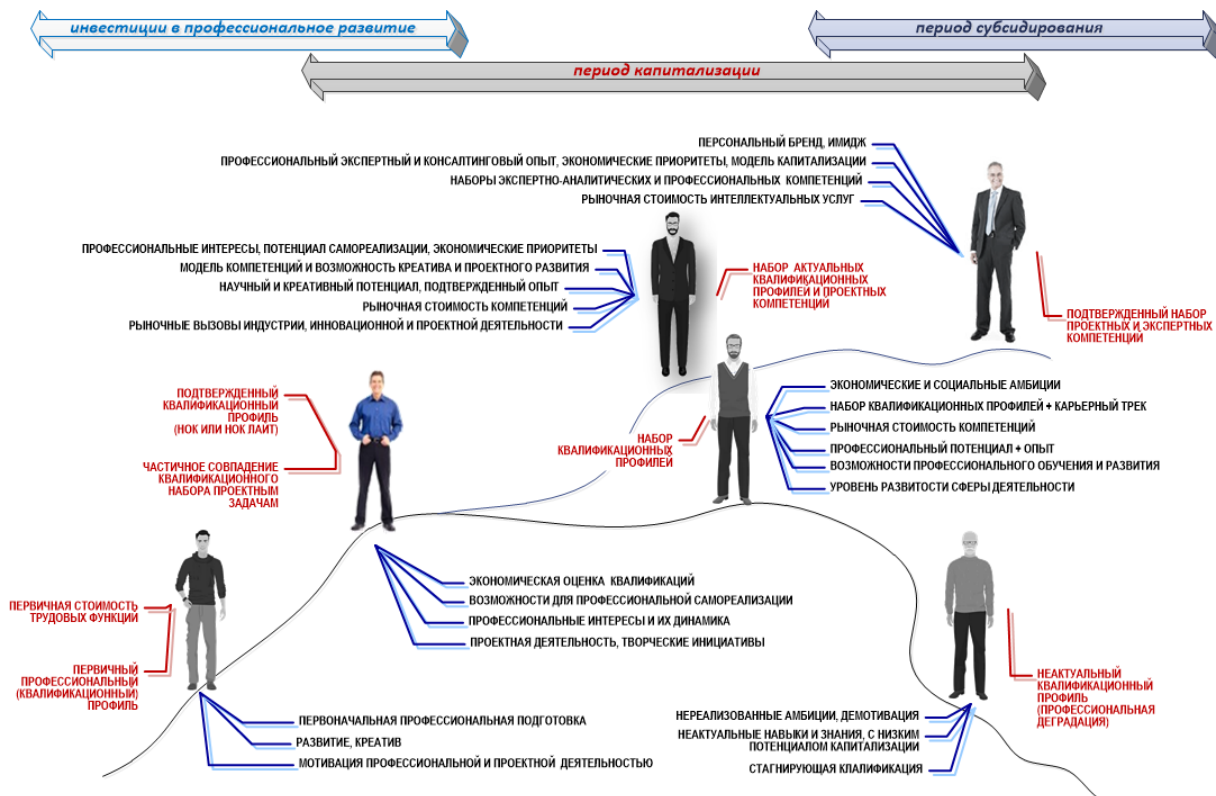 инвестиции в профессиональное развитие
период субсидирования
период капитализации
ПЕРСОНАЛЬНЫЙ БРЕНД, ИМИДЖ
ПРОФЕССИОНАЛЬНЫЙ ЭКСПЕРТНЫЙ И КОНСАЛТИНГОВЫЙ ОПЫТ, ЭКОНОМИЧЕСКИЕ ПРИОРИТЕТЫ, МОДЕЛЬ КАПИТАЛИЗАЦИИ
НАБОРЫ ЭКСПЕРТНО-АНАЛИТИЧЕСКИХ И ПРОФЕССИОНАЛЬНЫХ КОМПЕТЕНЦИЙ
РЫНОЧНАЯ СТОИМОСТЬ ИНТЕЛЛЕКТУАЛЬНЫХ УСЛУГ
ПРОФЕССИОНАЛЬНЫЕ ИНТЕРЕСЫ, ПОТЕНЦИАЛ САМОРЕАЛИЗАЦИИ, ЭКОНОМИЧЕСКИЕ ПРИОРИТЕТЫ
МОДЕЛЬ КОМПЕТЕНЦИЙ И ВОЗМОЖНОСТЬ КРЕАТИВА И ПРОЕКТНОГО РАЗВИТИЯ
НАУЧНЫЙ И КРЕАТИВНЫЙ ПОТЕНЦИАЛ, ПОДТВЕРЖДЕННЫЙ ОПЫТ
РЫНОЧНАЯ СТОИМОСТЬ КОМПЕТЕНЦИЙ
РЫНОЧНЫЕ ВЫЗОВЫ ИНДУСТРИИ, ИННОВАЦИОННОЙ И ПРОЕКТНОЙ ДЕЯТЕЛЬНОСТИ
НАБОР АКТУАЛЬНЫХ
КВАЛИФИКАЦИОННЫХ
ПРОФИЛЕЙ И ПРОЕКТНЫХ
КОМПЕТЕНЦИИ
ПОДТВЕРЖДЕННЫЙ НАБОР
ПРОЕКТНЫХ И ЭКСПЕРТНЫХ
КОМПЕТЕНЦИЙ
ПОДТВЕРЖДЕННЫЙ
КВАЛИФИКАЦИОННЫЙ
ПРОФИЛЬ
(НОК ИЛИ НОК ЛАЙТ)
ЧАСТИЧНОЕ СОВПАДЕНИЕ
КВАЛИФИКАЦИОННОГО
НАБОРА ПРОЕКТНЫМ
ЗАДАЧАМ
НАБОР
КВАЛИФИКАЦИОННЫХ
ПРОФИЛЕЙ
ЭКОНОМИЧЕСКИЕ И СОЦИАЛЬНЫЕ АМБИЦИИ
НАБОР КВАЛИФИКАЦИОННЫХ ПРОФИЛЕЙ + КАРЬЕРНЫЙ ТРЕК
РЫНОЧНАЯ СТОИМОСТЬ КОМПЕТЕНЦИЙ
ПРОФЕССИОНАЛЬНЫЙ ПОТЕНЦИАЛ + ОПЫТ
ВОЗМОЖНОСТИ ПРОФЕССИОНАЛЬНОГО ОБУЧЕНИЯ И РАЗВИТИЯ
УРОВЕНЬ РАЗВИТОСТИ СФЕРЫ ДЕЯТЕЛЬНОСТИ
ПЕРВИЧНАЯ СТОИМОСТЬ
ТРУДОВЫХ ФУНКЦИЙ
ПЕРВИЧНЫЙ
ПРОФЕССИОНАЛЬНЫЙ
(КВАЛИФИКАЦИОННЫЙ)
ПРОФИЛЬ
ЭКОНОМИЧЕСКАЯ ОЦЕНКА КВАЛИФИКАЦИЙ
ВОЗМОЖНОСТИ ДЛЯ ПРОФЕССИОНАЛЬНОЙ САМОРЕАЛИЗАЦИИ
ПРОФЕССИОНАЛЬНЫЕ ИНТЕРЕСЫ И ИХ ДИНАМИКА
ПРОЕКТНАЯ ДЕЯТЕЛЬНОСТЬ, ТВОРЧЕСКИЕ ИНИЦИАТИВЫ
НЕАКТУАЛЬНЫЙ
КВАЛИФИКАЦИОННЫЙ
ПРОФИЛЬ
(ПРОФЕССИОНАЛЬНАЯ
ДЕГРАДАЦИЯ)
ПЕРВОНАЧАЛЬНАЯ ПРОФЕССИОНАЛЬНАЯ ПОДГОТОВКА
РАЗВИТИЕ, КРЕАТИВ
МОТИВАЦИЯ ПРОФЕССИОНАЛЬНОЙ И ПРОЕКТНОЙ ДЕЯТЕЛЬНОСТЬЮ
НЕРЕАЛИЗОВАННЫЕ АМБИЦИИ, ДЕМОТИВАЦИЯ
НЕАКТУАЛЬНЫЕ НАВЫКИ И ЗНАНИЯ, С НИЗКИМ
ПОТЕНЦИАЛОМ КАПИТАЛИЗАЦИИ
СТАГНИРУЮЩАЯ КЛАЛИФИКАЦИЯ